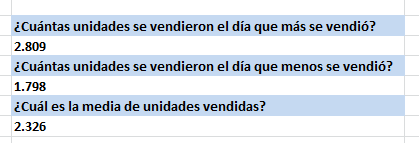 ¿Cuántas unidades se vendieron el día que más se vendió?
2.809
¿Cuántas unidades se vendieron el día que menos se vendió?
1.798
¿Cuál es la media de unidades vendidas?
2.326